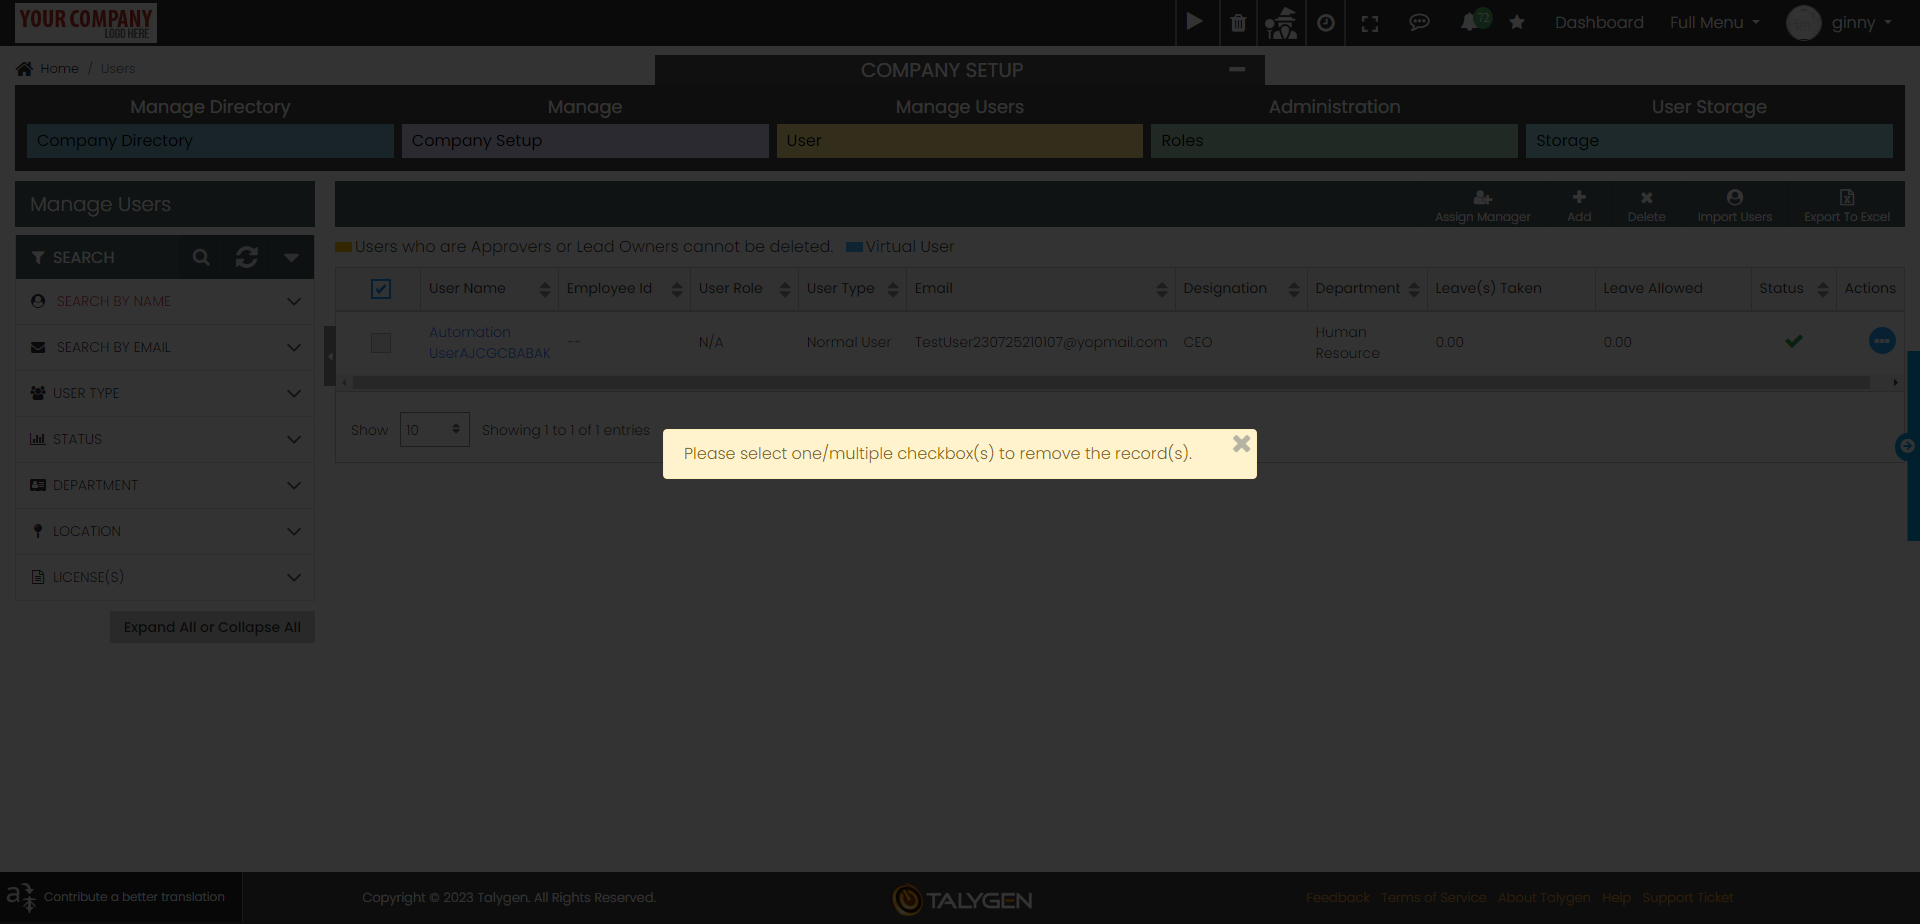 YOUR COMPANY
LOGO HERE
72
Dashboard
Full Menu
ginny
Home / Users
COMPANY SETUP
Manage Directory
Manage
Manage Users
Administration
User Storage
Company Directory
Company Setup
User
Roles
Storage
Manage Users
Assign Manager
Add
Delete
Import Users
Export To Excel
SEARCH
SEARCH BY NAME
SEARCH BY EMAIL
USER TYPE
STATUS
DEPARTMENT
LOCATION
LICENSE(S)
Expand All or Collapse All
Users who are Approvers or Lead Owners cannot be deleted.
Virtual User
User Name
Employee Id
User Role
User Type
Email
Designation
Department
Leave(s) Taken
Leave Allowed
Status
Actions
Automation
UserAJCGCBABAK
--
N/A
Normal User
TestUser230725210107@yopmail.com
CEO
Human
Resource
0.00
0.00
Show
10
Showing 1 to 1 of 1 entries
Please select one/multiple checkbox(s) to remove the record(s).
Contribute a better translation
Copyright © 2023 Talygen. All Rights Reserved.
TALYGEN
Feedback
Terms of Service
About Talygen
Help
Support Ticket